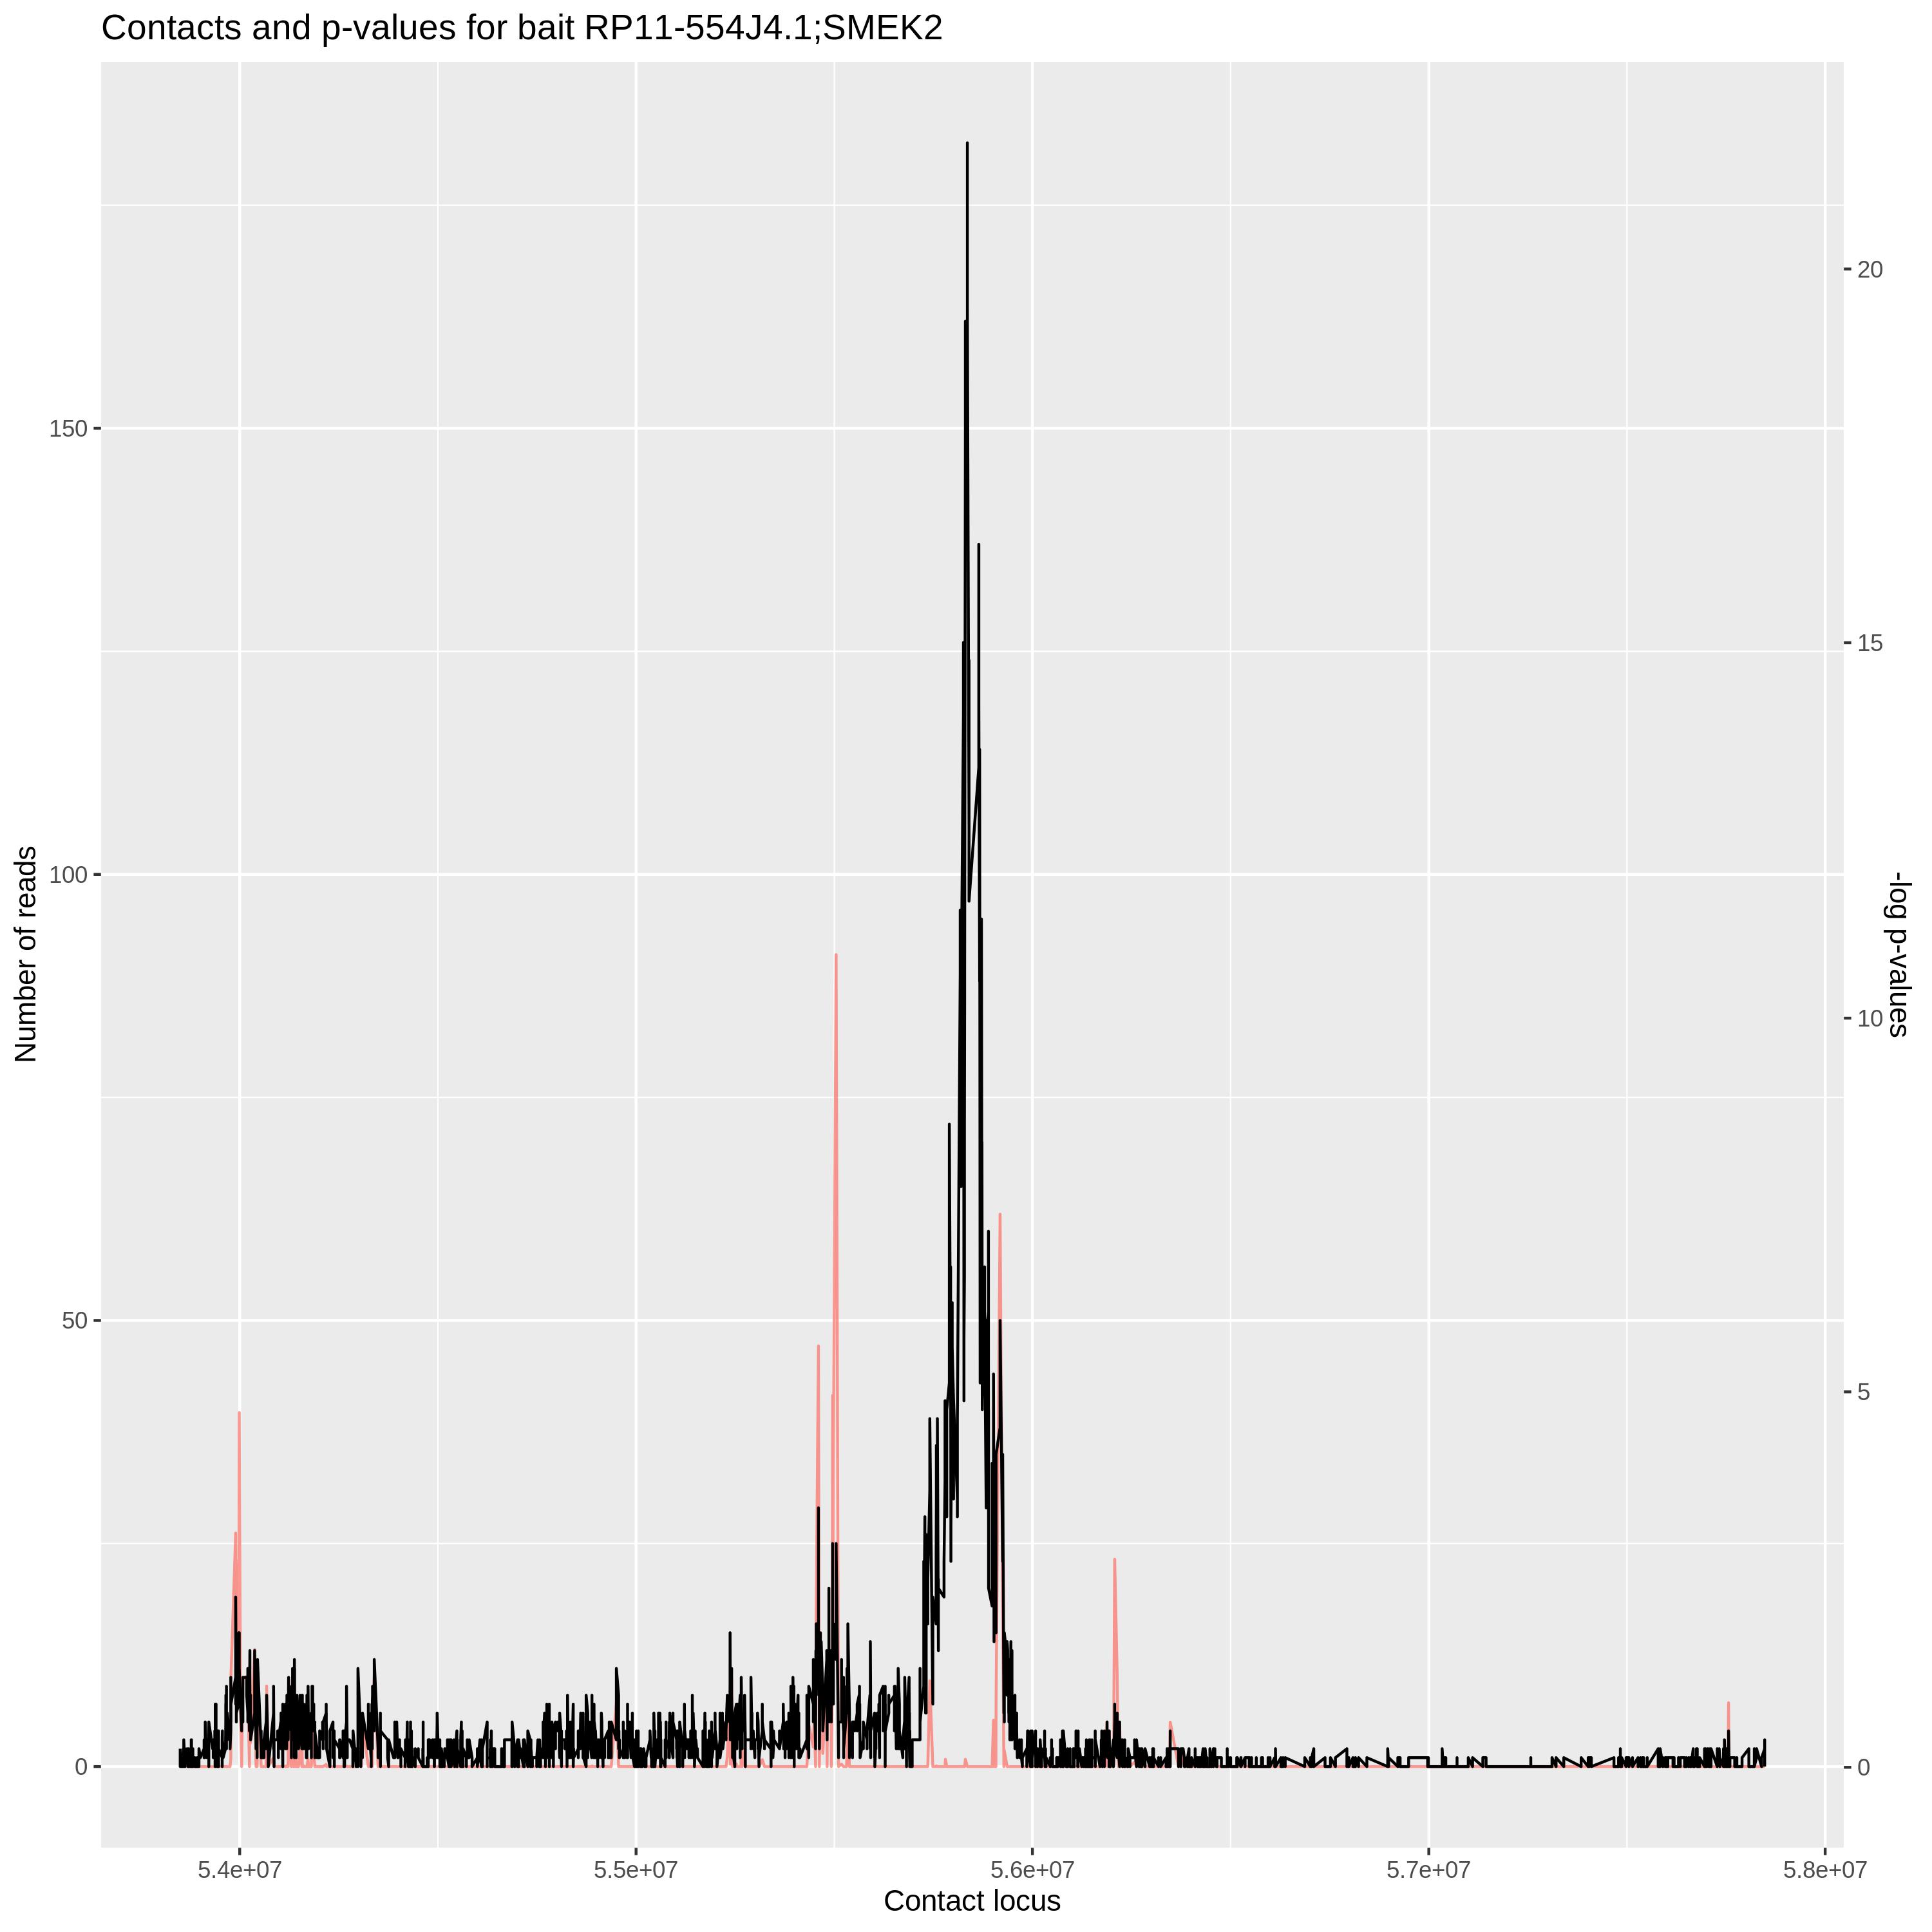 Contacts and p-values for bait RP11-554J4.1;SMEK2
Number of reads
150
100
50
0
20
15
10
5
0
-log p-values
5.4e+07 5.5e+07 5.6e+07 5.7e+07 5.8e+07
Contact locus